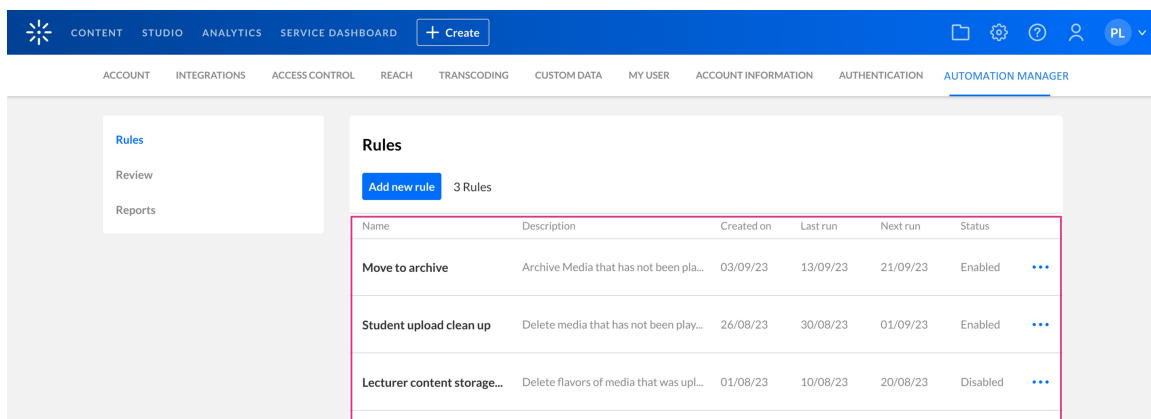 CONTENT STUDIO ANALYTICS SERVICE DASHBOARD + Create PL
ACCOUNT INTEGRATIONS ACCESS CONTROL REACH TRANSCODING CUSTOM DATA MY USER ACCOUNT INFORMATION AUTHENTICATION AUTOMATION MANAGER
Rules
Review
Reports
Rules
Add new rule 3 Rules
Name Description Created on Last run Next run Status
Move to archive Archive Media that has not been pla... 03/09/23 13/09/23 21/09/23 Enabled
Student upload clean up Delete media that has not been play... 26/08/23 30/08/23 01/09/23 Enabled
Lecturer content storage... Delete flavors of media that was upl... 01/08/23 10/08/23 20/08/23 Disabled